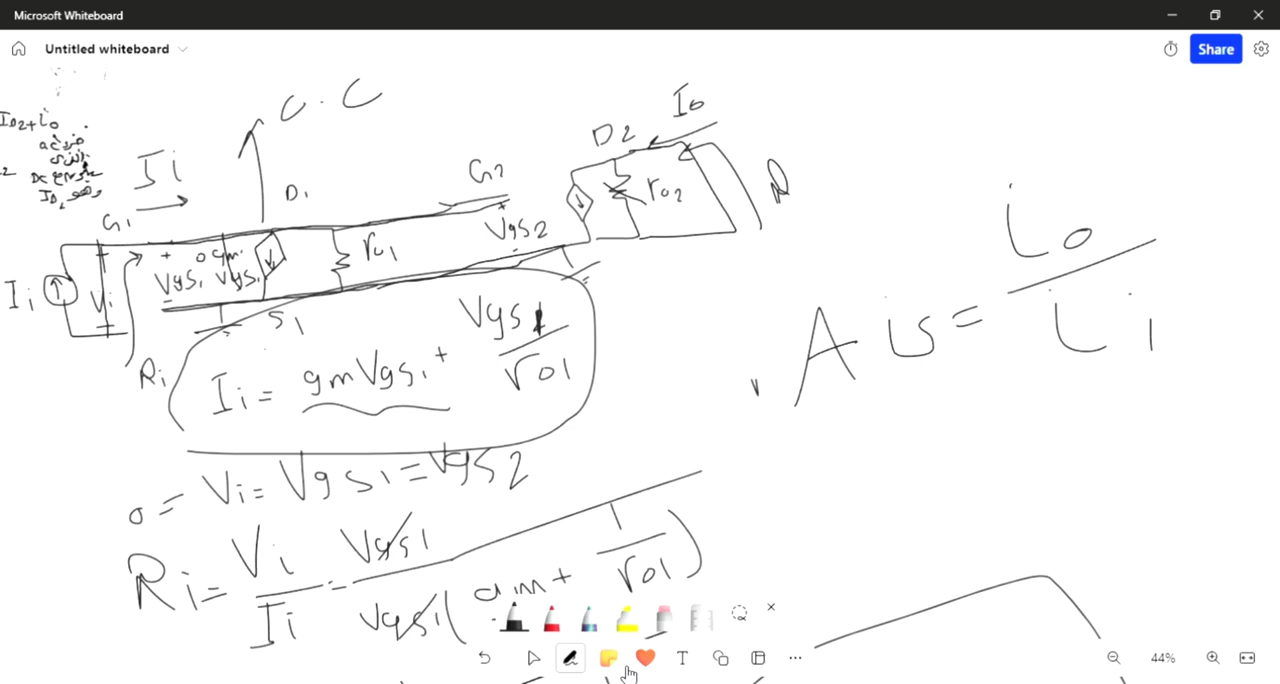 Microsoft Whiteboard
Untitled whiteboard
Share
C.C
Io
ID2+io
Ii
D1
G2
D2
ro2
G1
ro1
Vgs2
+
+
Ii
Vi
Vgs1
Vgs1
S1
Ri
Ii = gmVgs1 + Vgs1
ro1
Ais = io
ii
o = Vi = Vgs1 = Vgs2
Ri = Vi = Vgs1
Ii Vgs1(gm + 1
ro1)
44%